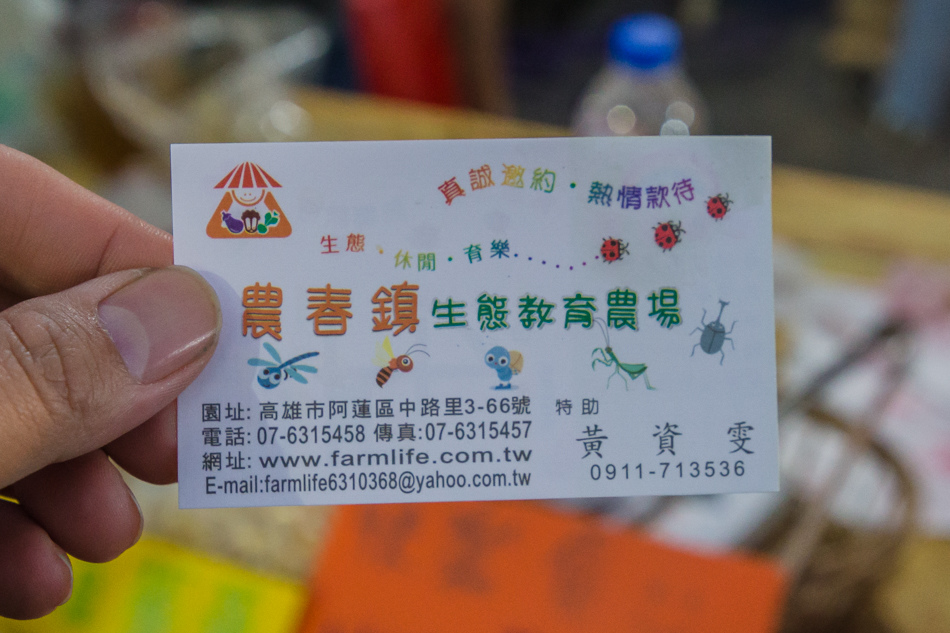 真誠邀約・熱情款待
生態・休閒・育樂......
農春鎮生態教育農場
園址: 高雄市阿蓮區中路里3-66號
電話: 07-6315458 傳真:07-6315457
網址: www.farmlife.com.tw
E-mail:farmlife6310368@yahoo.com.tw
特助
黃資雯
0911-713536